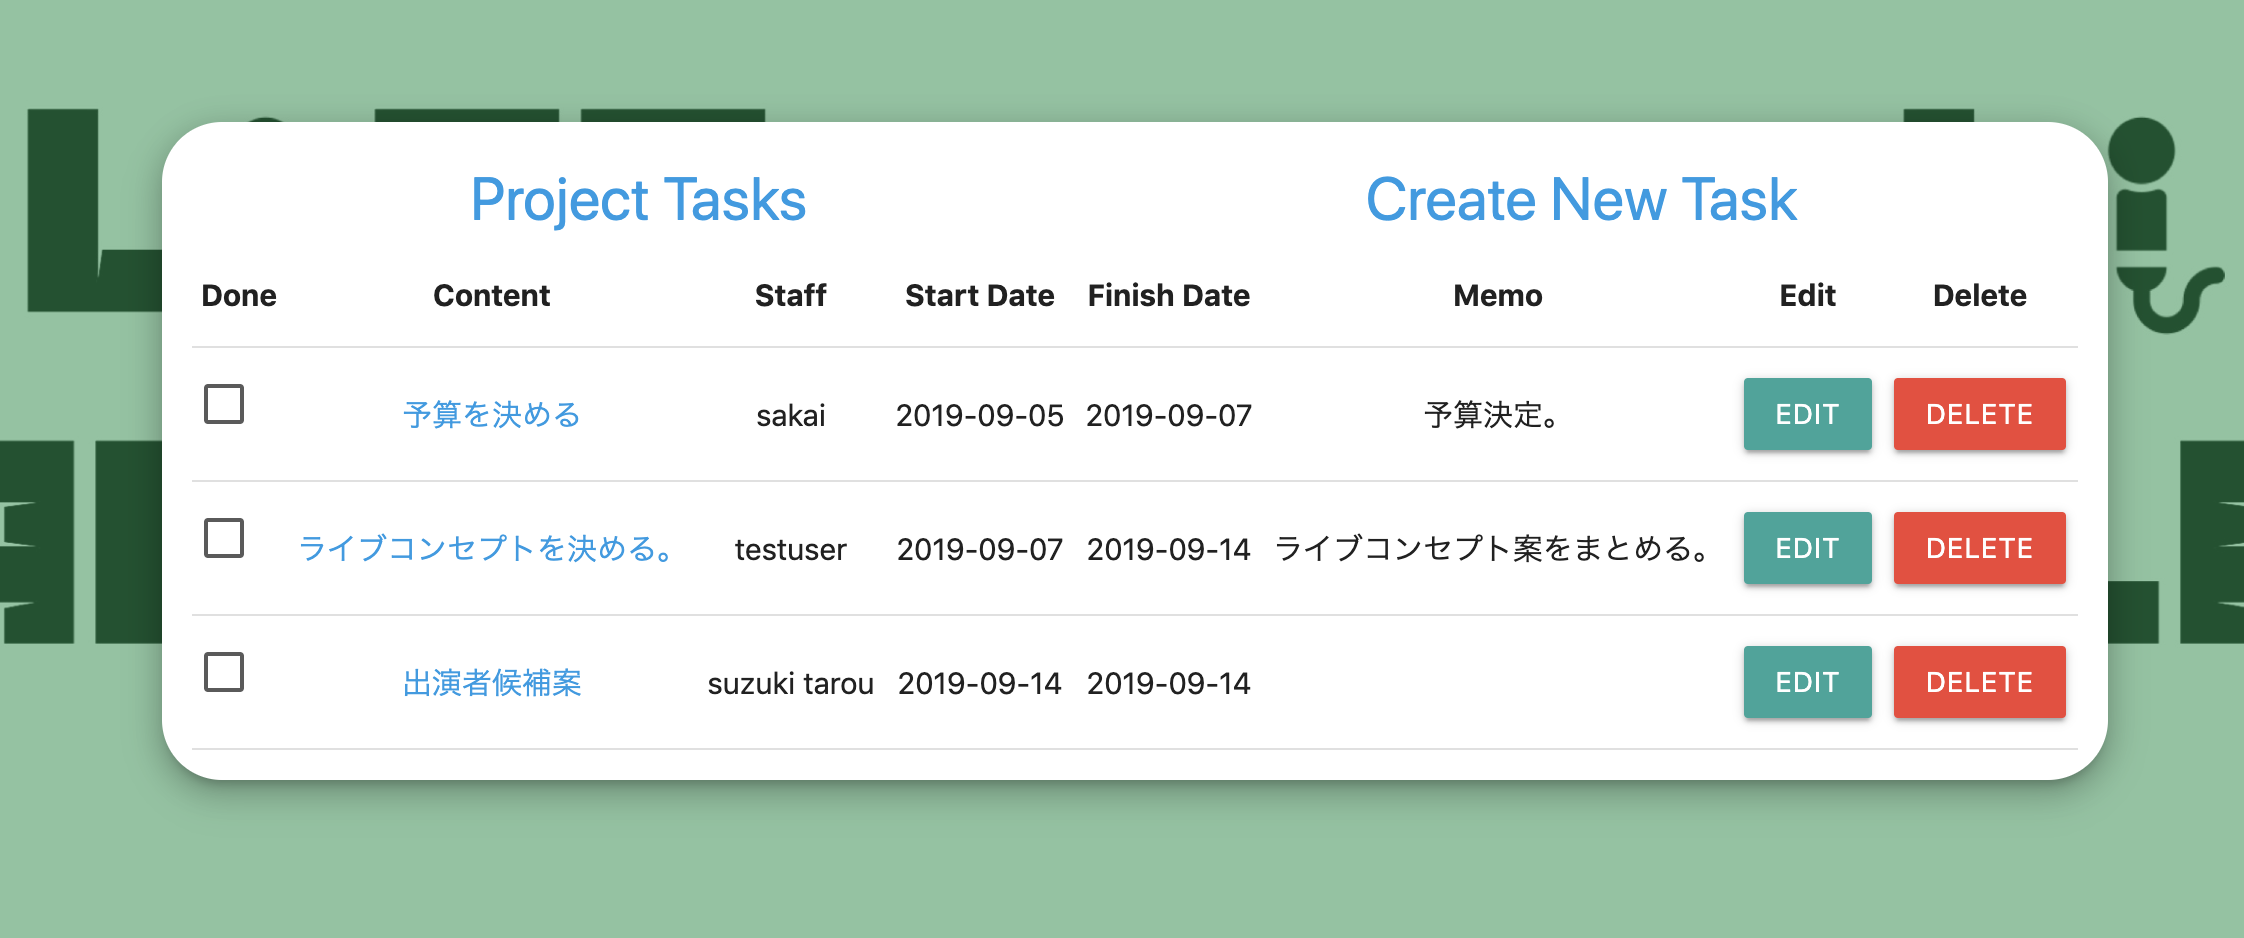 Project Tasks Create New Task
Done Content Staff Start Date Finish Date Memo Edit Delete
予算を決める sakai 2019-09-05 2019-09-07 予算決定。 EDIT DELETE
ライブコンセプトを決める。 testuser 2019-09-07 2019-09-14 ライブコンセプト案をまとめる。 EDIT DELETE
出演者候補案 suzuki tarou 2019-09-14 2019-09-14 EDIT DELETE